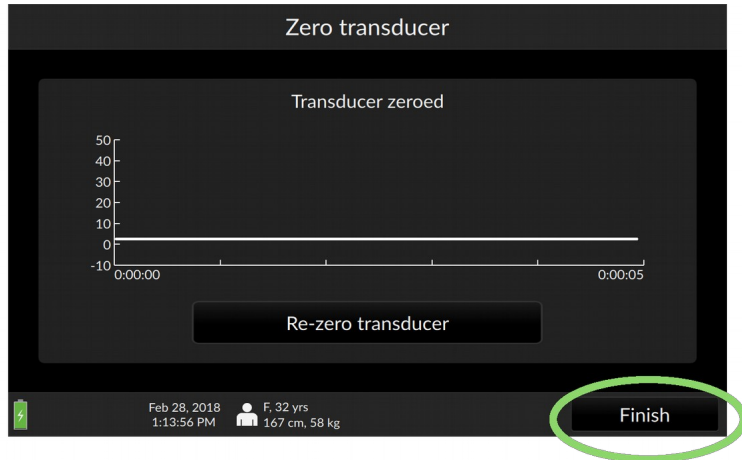 Zero transducer
Transducer zeroed
50
40
30
20
10
0
-10
0:00:00
0:00:05
Re-zero transducer
Feb 28, 2018
1:13:56 PM
F, 32 yrs
167 cm, 58 kg
Finish